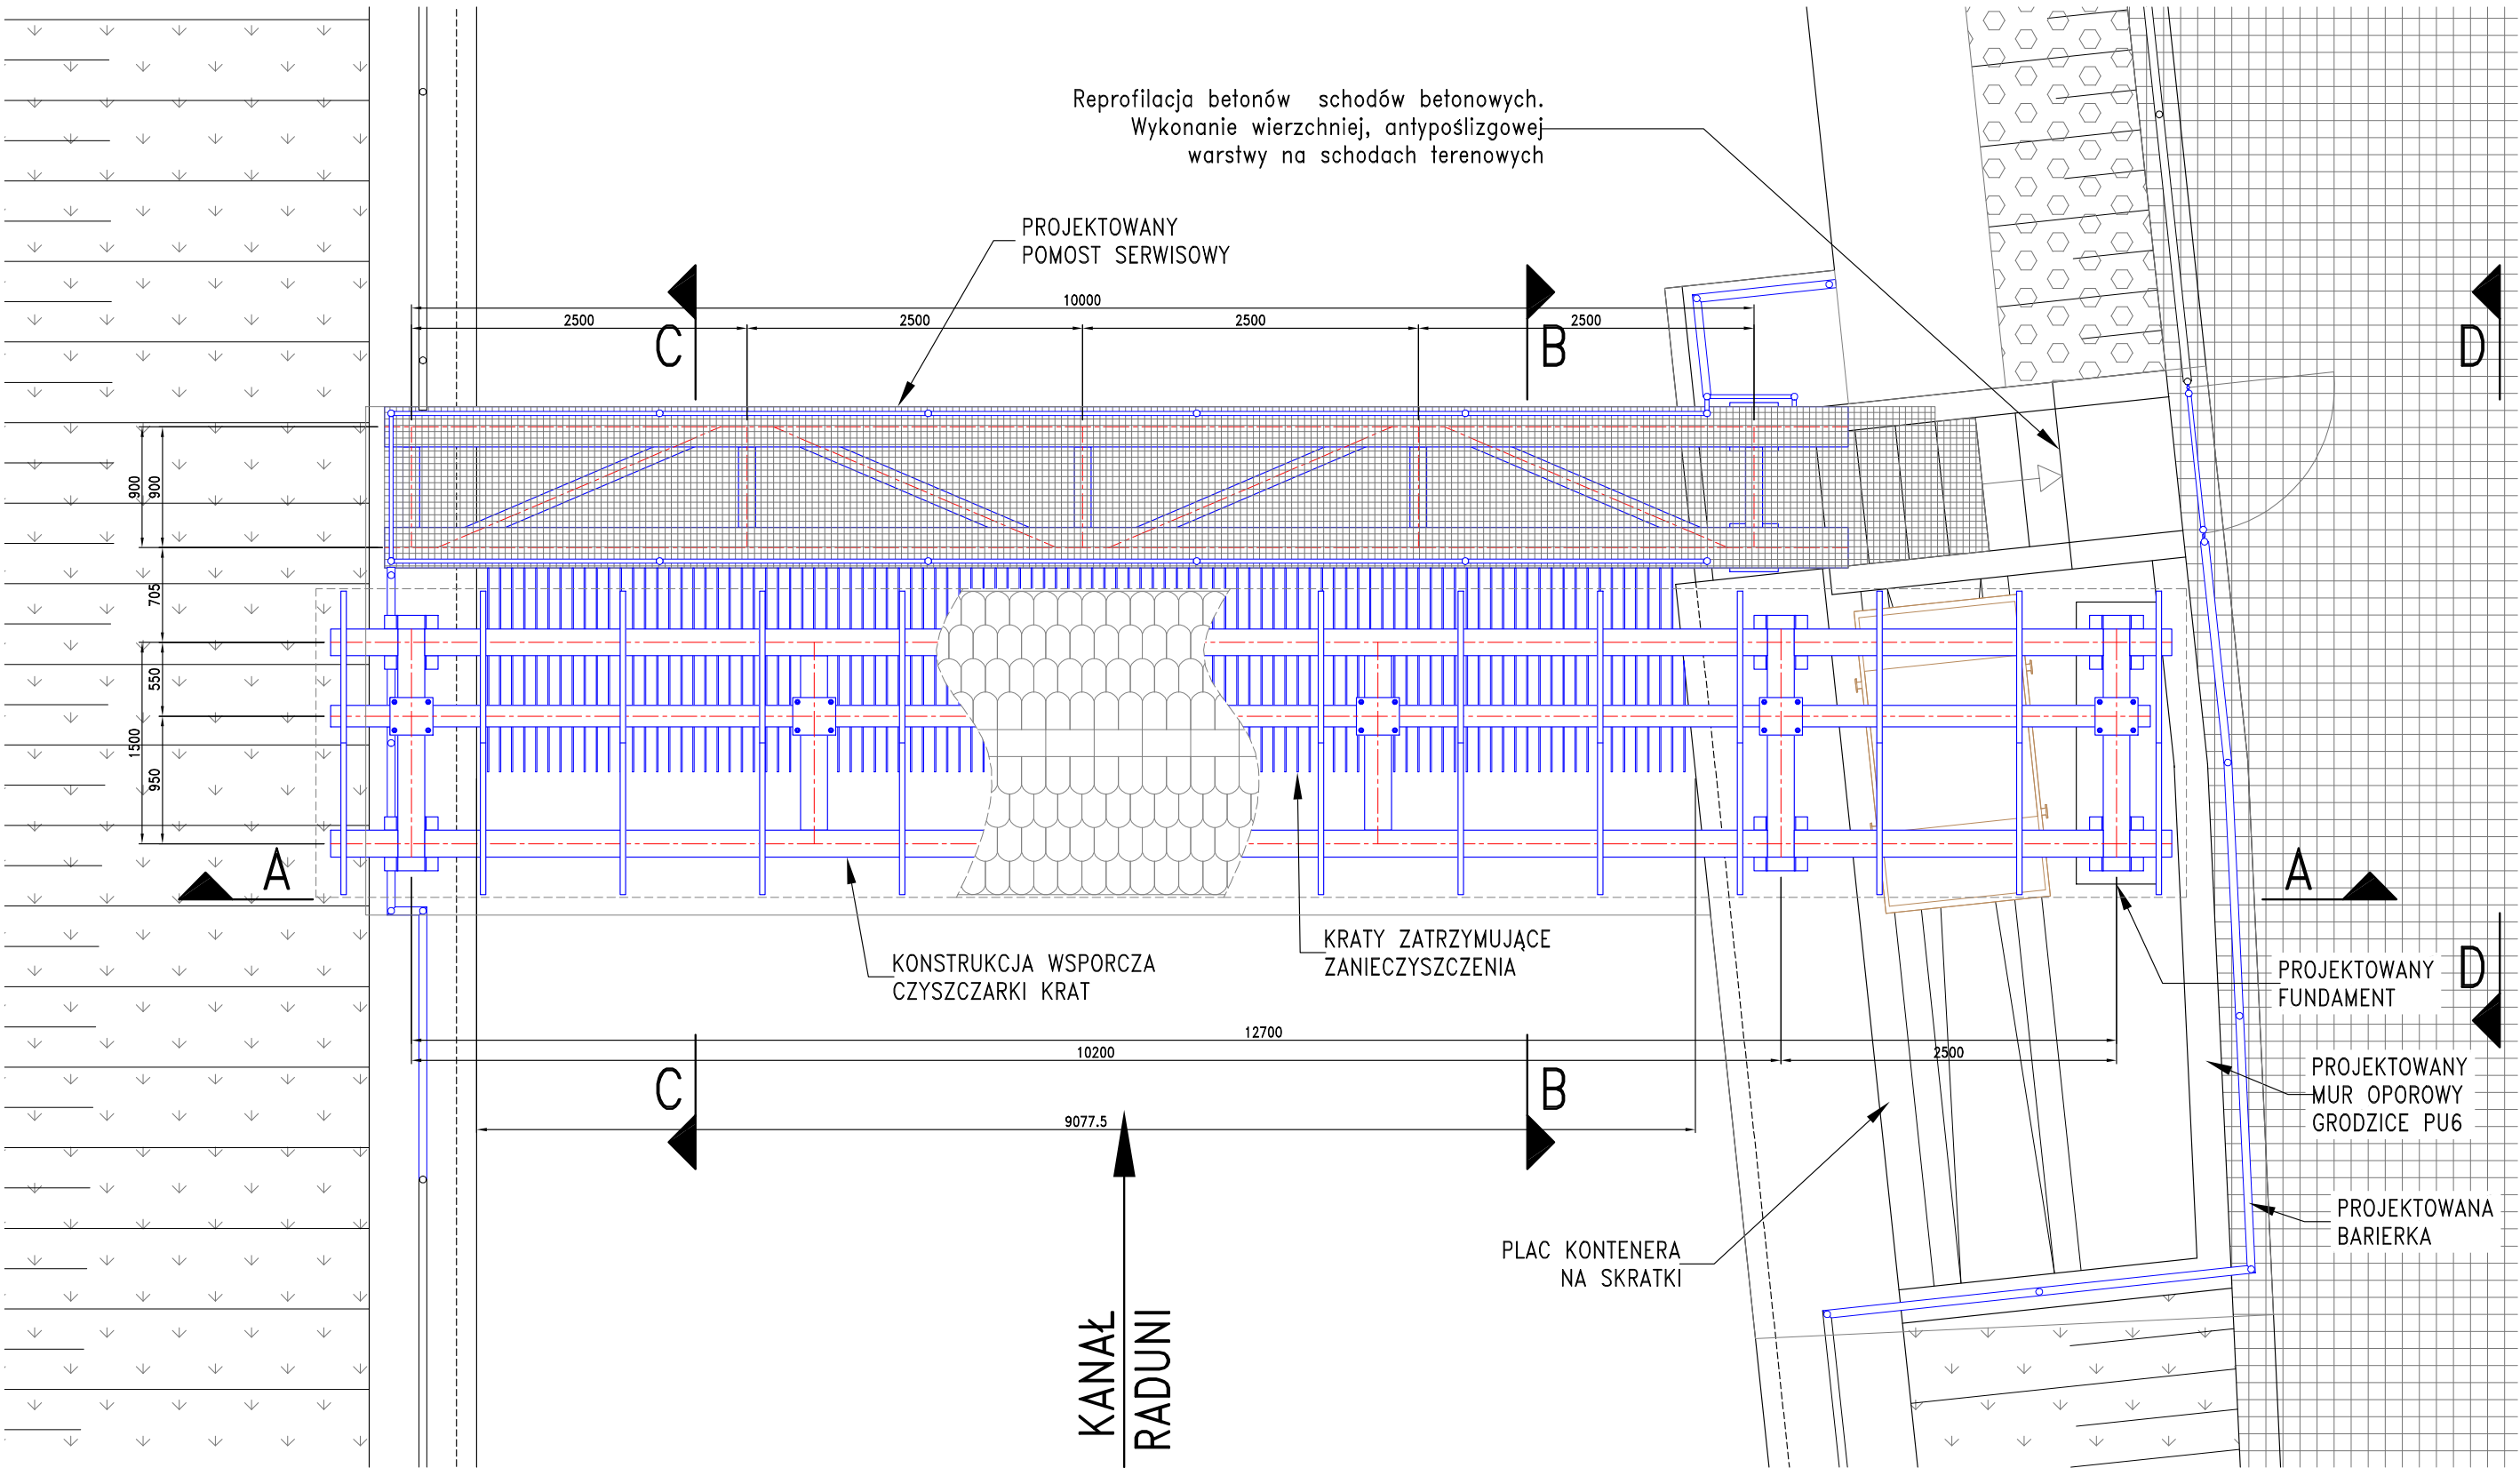 Reprofilacja betonów schodów betonowych.
Wykonanie wierzchniej, antypoślizgowej
warstwy na schodach terenowych
PROJEKTOWANY
POMOST SERWISOWY
10000
2500
2500
2500
2500
C
B
D
900
900
705
550
1500
950
A
A
KONSTRUKCJA WSPORCZA
CZYSZCZARKI KRAT
KRATY ZATRZYMUJĄCE
ZANIECZYSZCZENIA
PROJEKTOWANY
FUNDAMENT
D
12700
10200
2500
C
B
9077.5
PROJEKTOWANY
MUR OPOROWY
GRODZICE PU6
PROJEKTOWANA
BARIERKA
PLAC KONTENERA
NA SKRATKI
KANAŁ
RADUNI